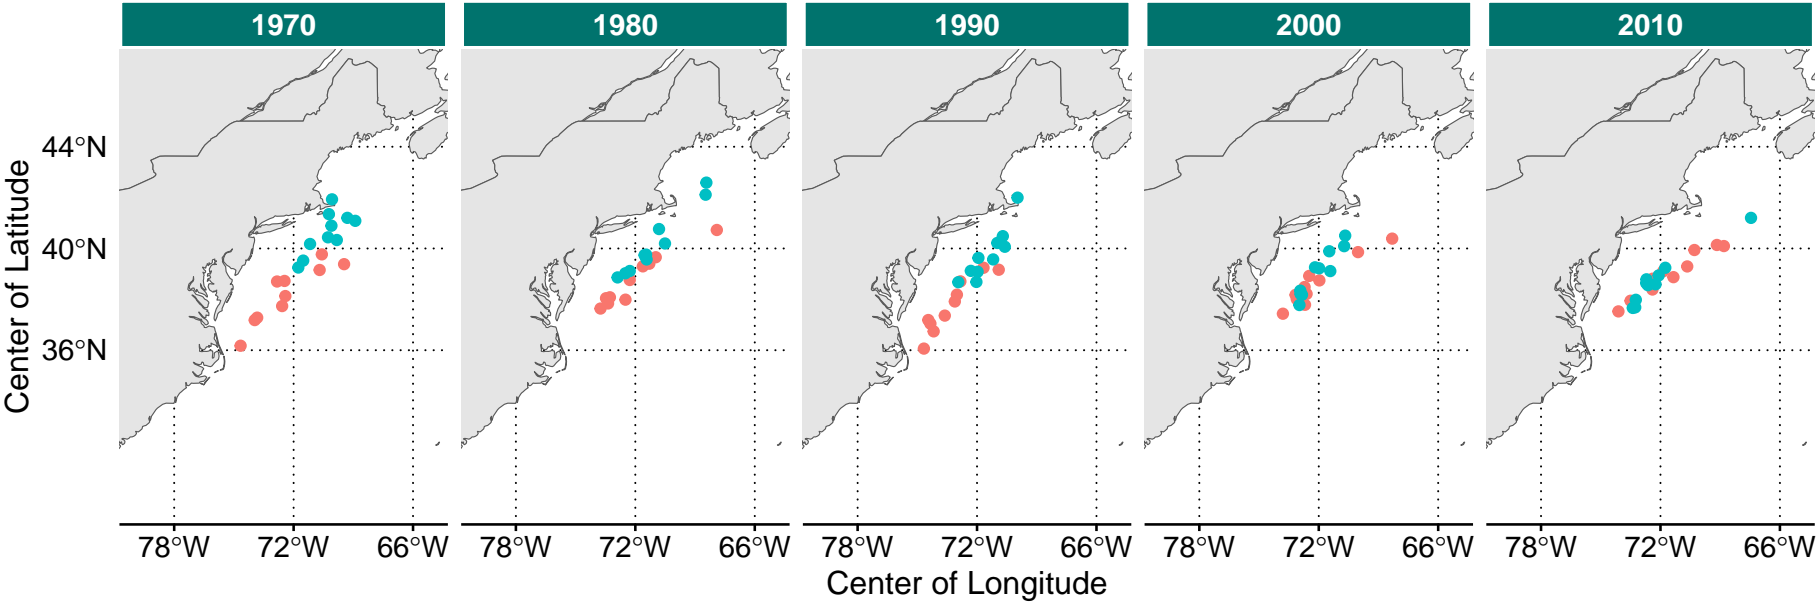 1970 1980 1990 2000 2010
44°N
40°N
36°N
Center of Latitude
78°W 72°W 66°W 78°W 72°W 66°W 78°W 72°W 66°W 78°W 72°W 66°W 78°W 72°W 66°W
Center of Longitude